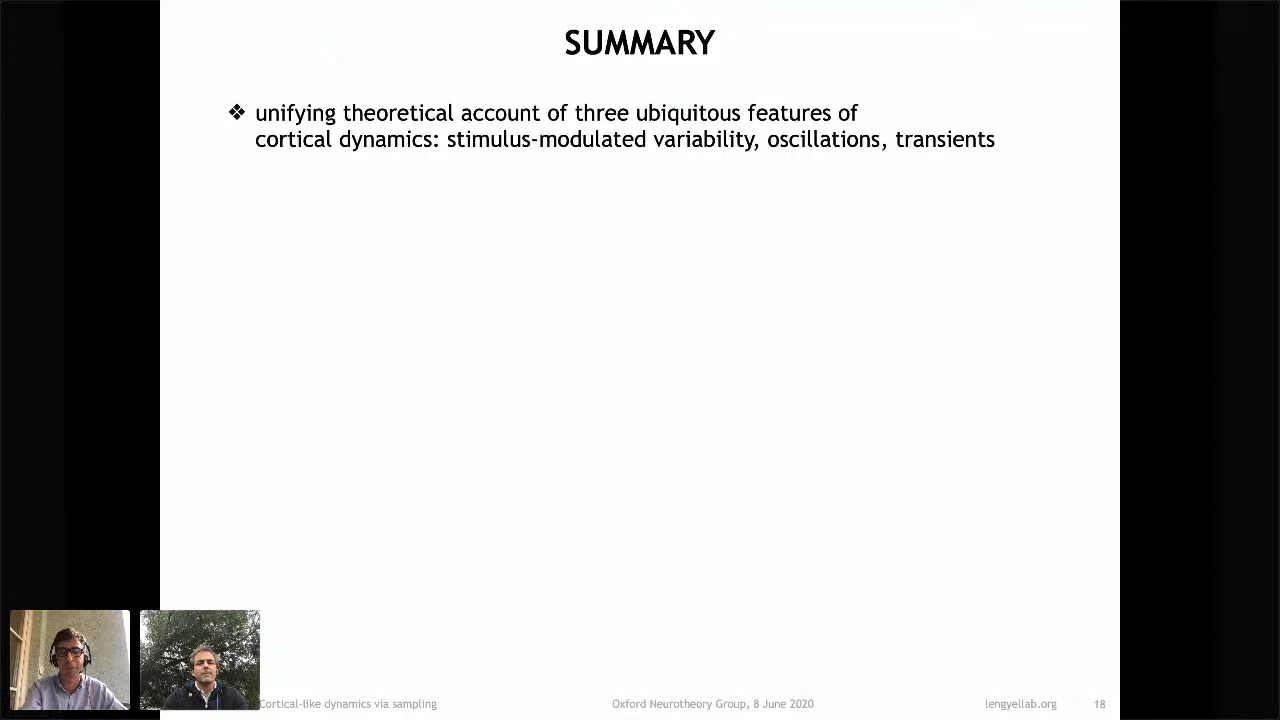 SUMMARY
❖ unifying theoretical account of three ubiquitous features of
cortical dynamics: stimulus-modulated variability, oscillations, transients
Cortical-like dynamics via sampling
Oxford Neurotheory Group, 8 June 2020
lengyellab.org
18